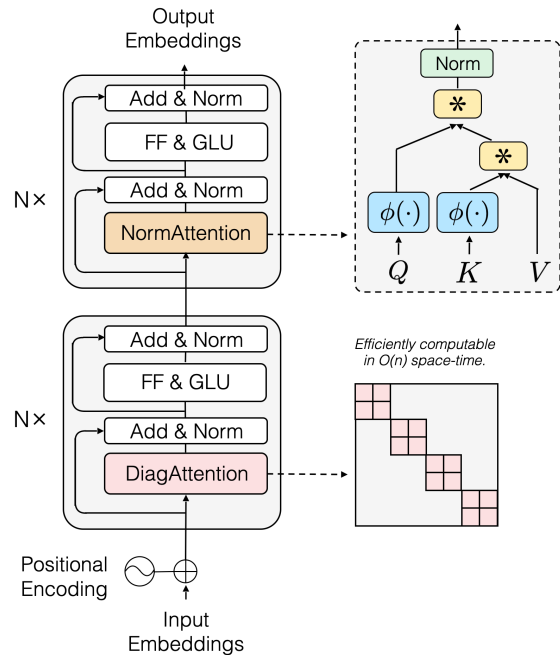 Output
Embeddings
Add & Norm
FF & GLU
Add & Norm
NormAttention
N×
Norm
*
*
ϕ(·)
ϕ(·)
Q
K
V
Add & Norm
FF & GLU
Add & Norm
DiagAttention
N×
Efficiently computable
in O(n) space-time.
Positional
Encoding
Input
Embeddings